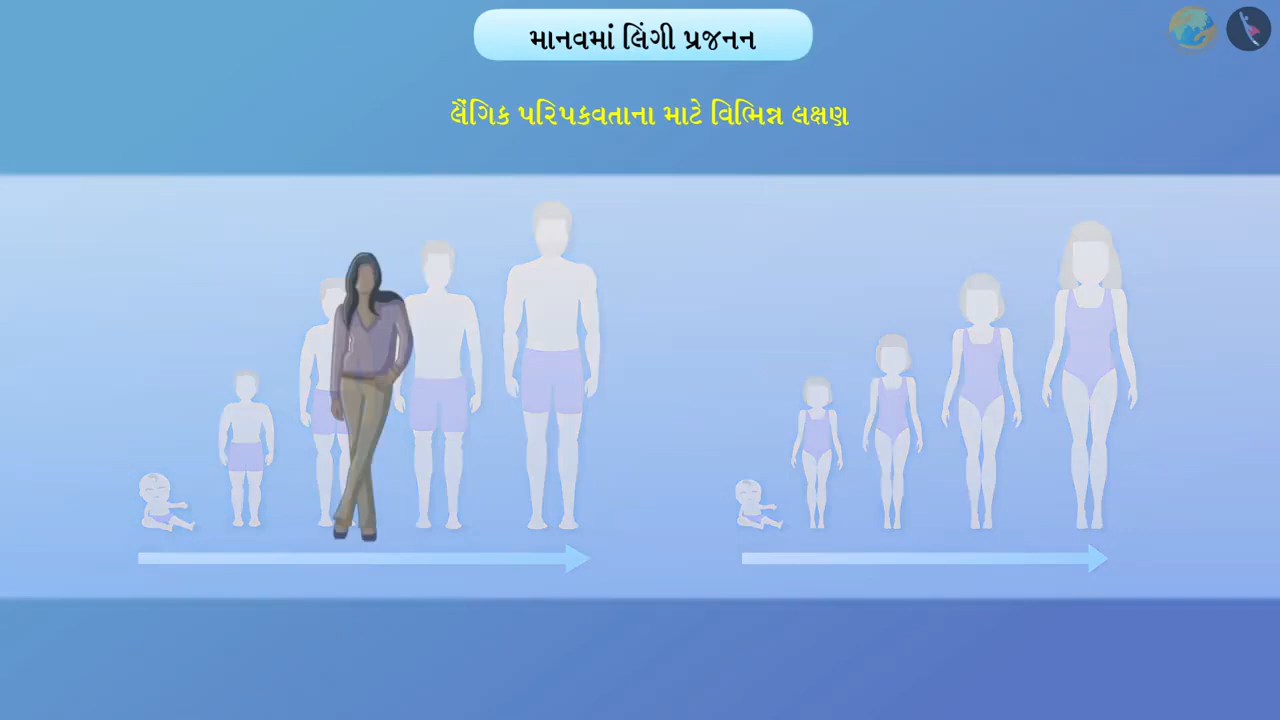 માનવમાં લિંગી પ્રજનન
લૈંગિક પરિપકવતાના માટે વિભિન્ન લક્ષણ